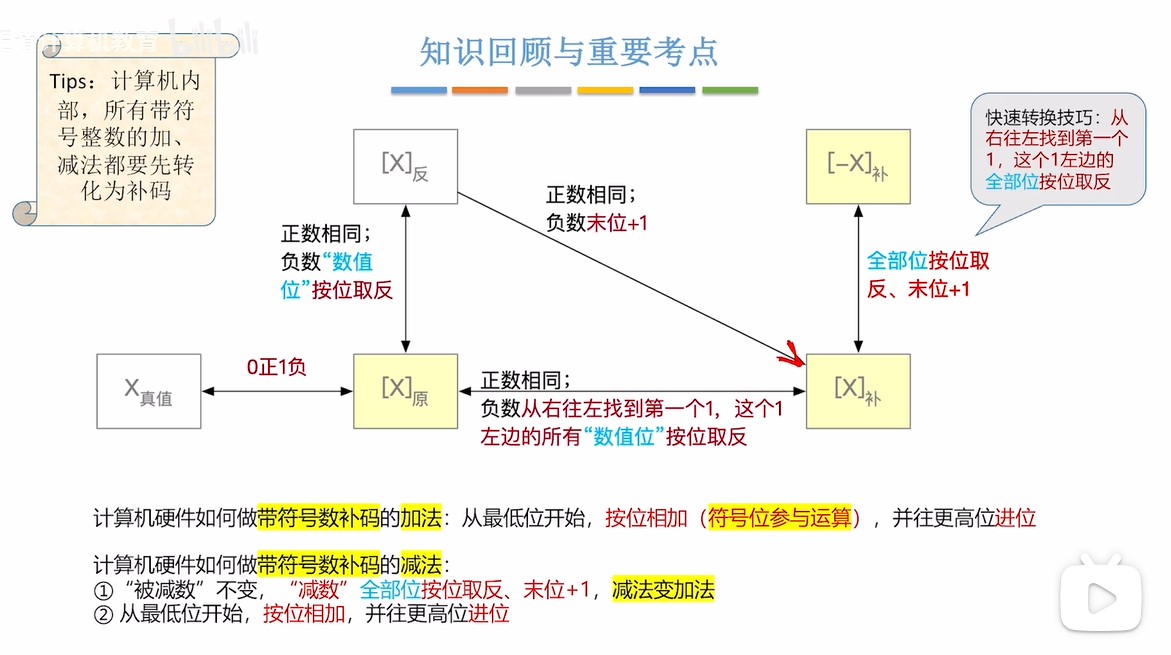 知识回顾与重要考点
Tips：计算机内
部，所有带符
号整数的加、
减法都要先转
化为补码
快速转换技巧：从
右往左找到第一个
1，这个1左边的
全部位按位取反
[X]反
[-X]补
正数相同；
负数末位+1
正数相同；
负数“数值
位”按位取反
全部位按位取
反、末位+1
X真值
0正1负
[X]原
正数相同；
负数从右往左找到第一个1，这个1
左边的所有“数值位”按位取反
[X]补
计算机硬件如何做带符号数补码的加法：从最低位开始，按位相加（符号位参与运算），并往更高位进位
计算机硬件如何做带符号数补码的减法：
① “被减数”不变， “减数”全部位按位取反、末位+1，减法变加法
② 从最低位开始，按位相加，并往更高位进位